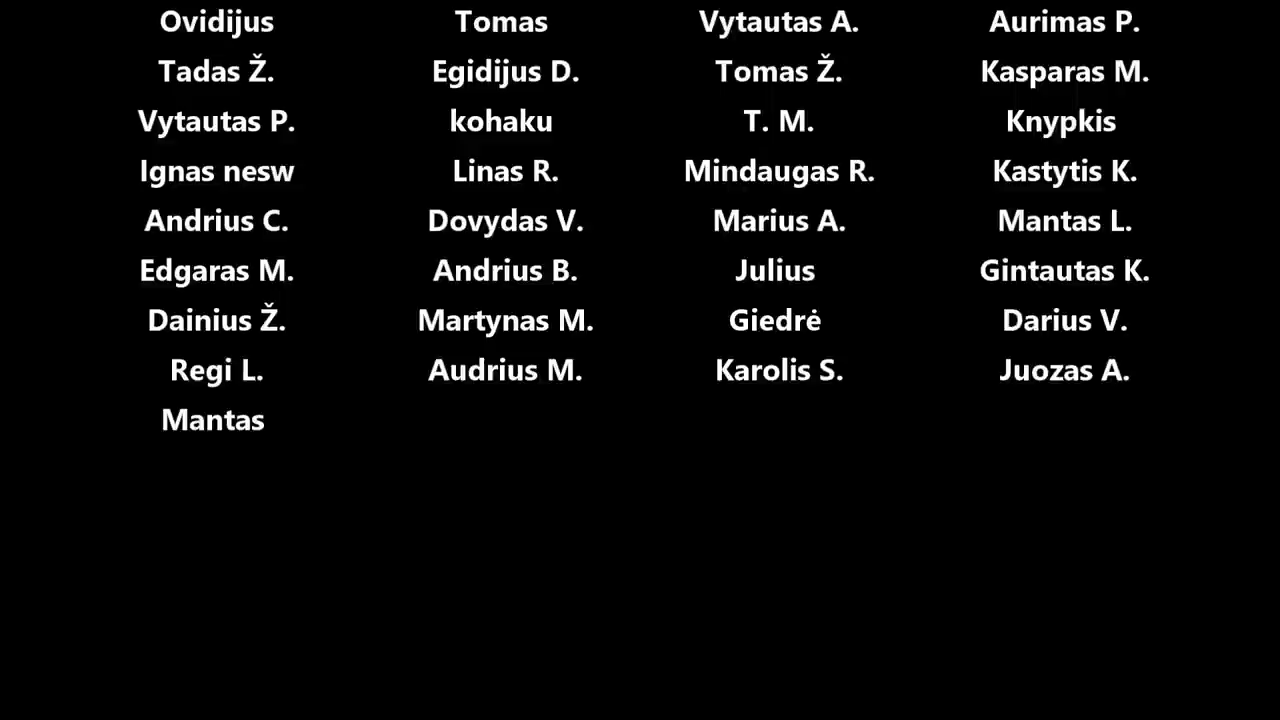 Ovidijus Tomas Vytautas A. Aurimas P.
Tadas Ž. Egidijus D. Tomas Ž. Kasparas M.
Vytautas P. kohaku T. M. Knypkis
Ignas nesw Linas R. Mindaugas R. Kastytis K.
Andrius C. Dovydas V. Marius A. Mantas L.
Edgaras M. Andrius B. Julius Gintautas K.
Dainius Ž. Martynas M. Giedrė Darius V.
Regi L. Audrius M. Karolis S. Juozas A.
Mantas